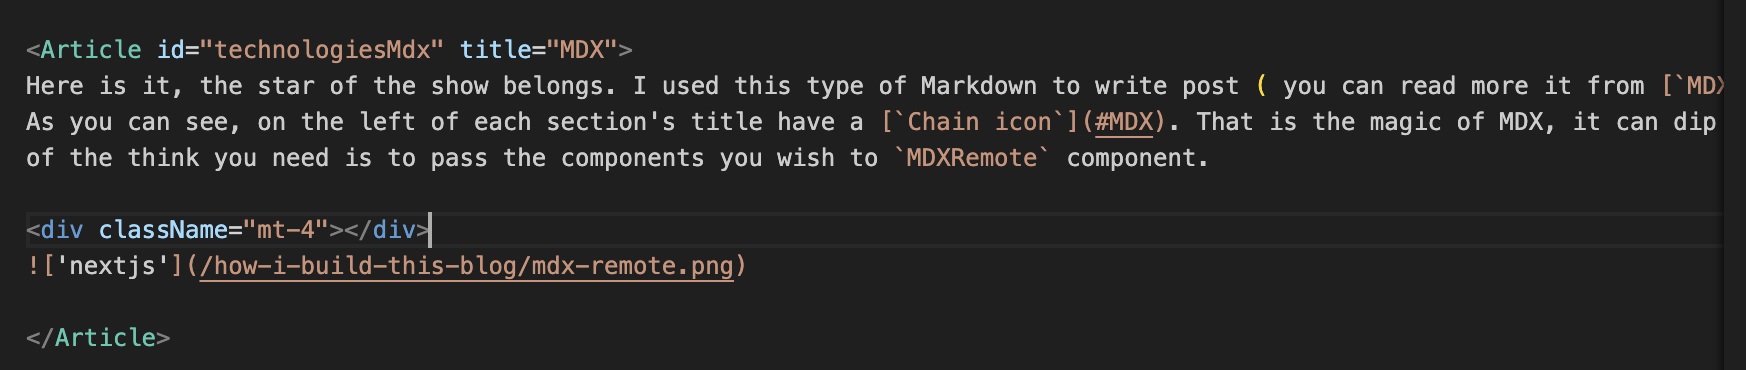 <Article id="technologiesMdx" title="MDX">
Here is it, the star of the show belongs. I used this type of Markdown to write post ( you can read more it from [`MDX
As you can see, on the left of each section's title have a [`Chain icon`](#MDX). That is the magic of MDX, it can dip
of the think you need is to pass the components you wish to `MDXRemote` component.
<div className="mt-4"></div>
!['nextjs'](/how-i-build-this-blog/mdx-remote.png)
</Article>